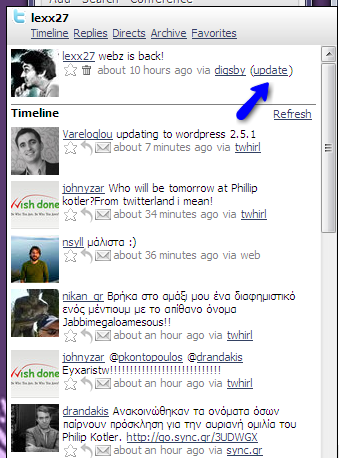 Add Search Conference
lexx27
Timeline Replies Directs Archive Favorites
lexx27 webz is back!
about 10 hours ago via digsby (update)
Timeline Refresh
Vareloglou updating to wordpress 2.5.1
about 7 minutes ago via twhirl
johnyzar Who will be tomorrow at Phillip
kotler?From twitterland i mean!
about 34 minutes ago via twhirl
nsyll μάλιστα :)
about 36 minutes ago via web
nikan_gr Βρήκα στο αμάξι μου ένα διαφημιστικό
ενός μέντιουμ με το απίθανο όνομα
Jabbimegaloamesous!!
about an hour ago via twhirl
johnyzar @pkontopoulos @drandakis
Eyxaristw!!!!!!!!!!!!!!!!!!!!!!!!!!!!
about an hour ago via twhirl
drandakis Ανακοινώθηκαν τα ονόματα όσων
παίρνουν πρόσκληση για την αυριανή ομιλία του
Philip Kotler. http://go.sync.gr/3UDWGX
about an hour ago via twhirl